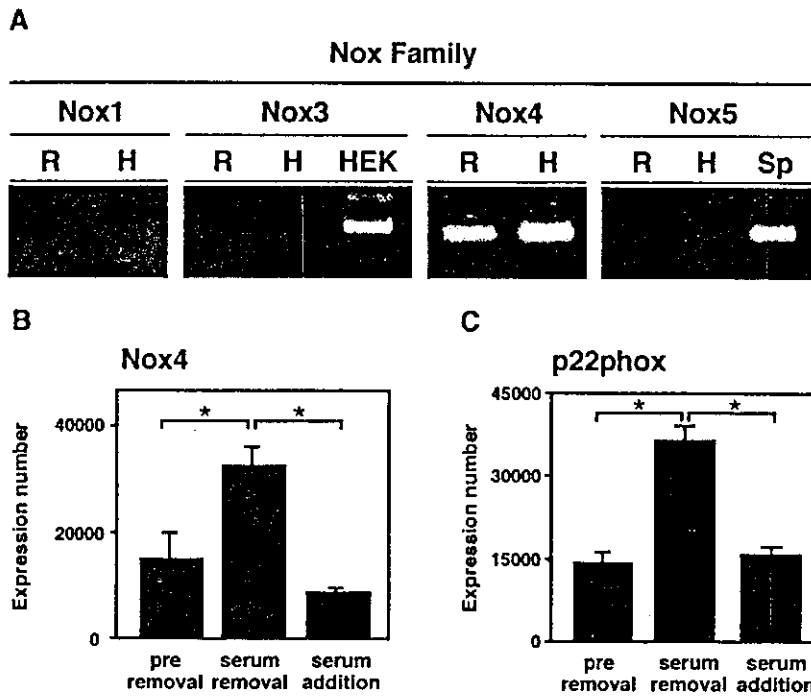 A
Nox Family
Nox1 Nox3 Nox4 Nox5
R H R H HEK R H R H Sp
B
Nox4
Expression number
40000
20000
0
* *
pre removal
serum removal
serum addition
C
p22phox
Expression number
45000
30000
15000
0
* *
pre removal
serum removal
serum addition